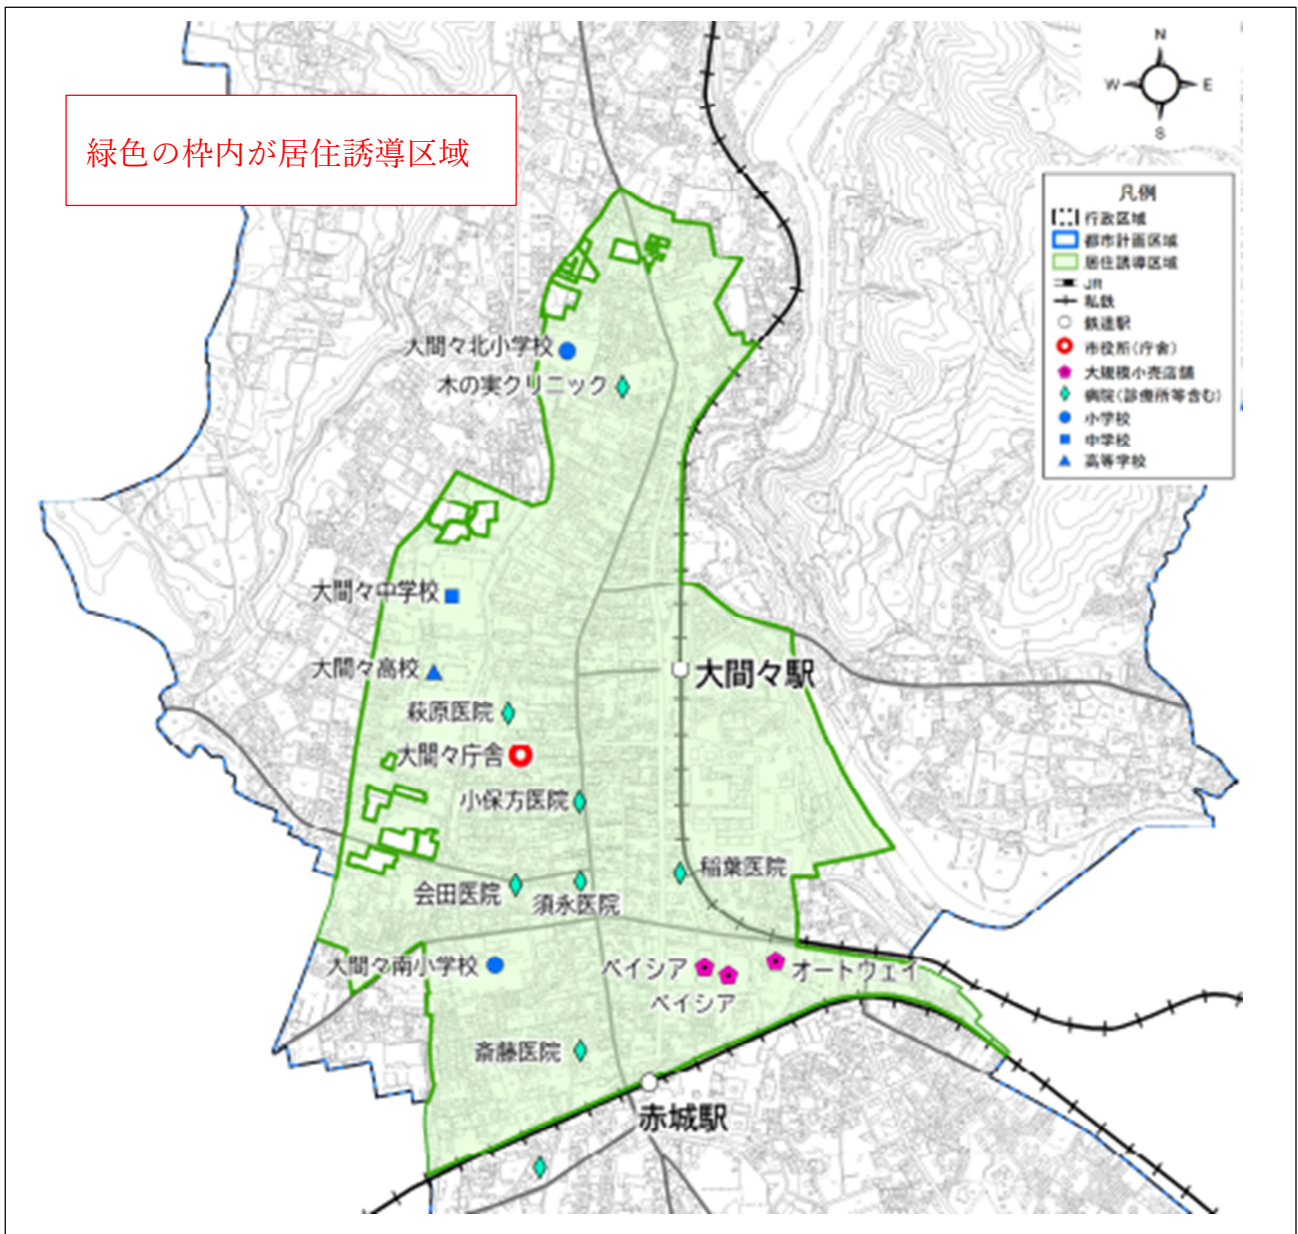 緑色の枠内が居住誘導区域
N
W
E
S
凡例
行政区域
都市計画区域
居住誘導区域
JR
私鉄
鉄道駅
市役所(庁舎)
大規模小売店舗
病院(診療所等含む)
小学校
中学校
高等学校
大間々北小学校
木の実クリニック
大間々中学校
大間々高校
大間々駅
萩原医院
大間々庁舎
小保方医院
稲葉医院
会田医院
須永医院
大間々南小学校
ベイシア
オートウェイ
ベイシア
斎藤医院
赤城駅